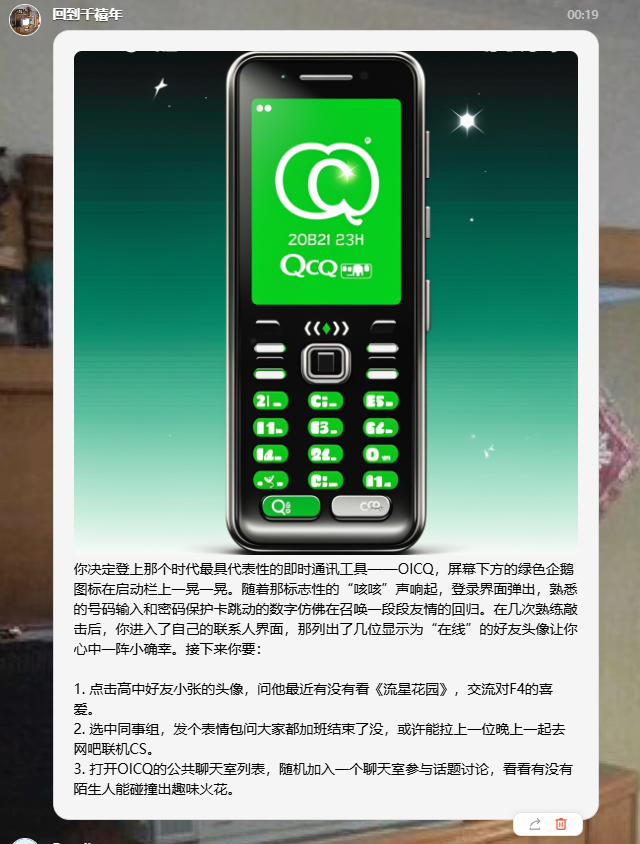 回到千禧年
00:19
20B21 23H
QCQ
你决定登上那个时代最具代表性的即时通讯工具——OICQ，屏幕下方的绿色企鹅
图标在启动栏上一晃一晃。随着那标志性的“咳咳”声响起，登录界面弹出，熟悉
的号码输入和密码保护卡跳动的数字仿佛在召唤一段段友情的回归。在几次熟练敲
击后，你进入了自己的联系人界面，那列出了几位显示为“在线”的好友头像让你
心中一阵小确幸。接下来你要：
1. 点击高中好友小张的头像，问他最近有没有看《流星花园》，交流对F4的喜
爱。
2. 选中同事组，发个表情包问大家都加班结束了没，或许能拉上一位晚上一起去
网吧联机CS。
3. 打开OICQ的公共聊天室列表，随机加入一个聊天室参与话题讨论，看看有没有
陌生人能碰撞出趣味火花。